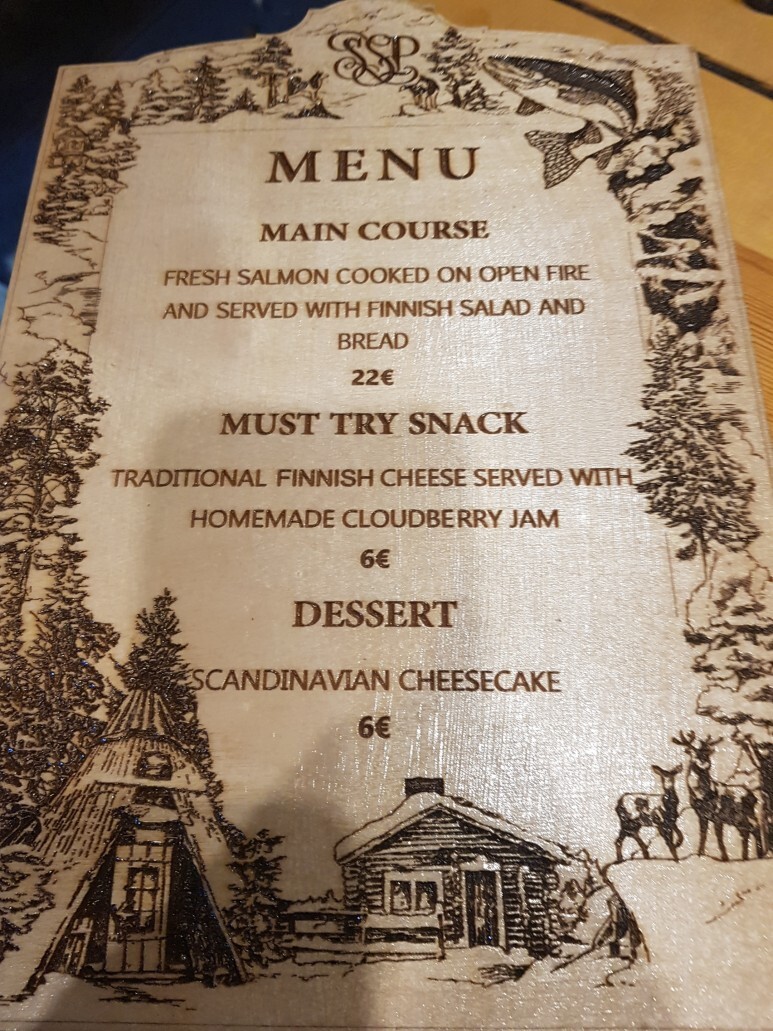 SSP
MENU
MAIN COURSE
FRESH SALMON COOKED ON OPEN FIRE
AND SERVED WITH FINNISH SALAD AND
BREAD
22€
MUST TRY SNACK
TRADITIONAL FINNISH CHEESE SERVED WITH
HOMEMADE CLOUDBERRY JAM
6€
DESSERT
SCANDINAVIAN CHEESECAKE
6€